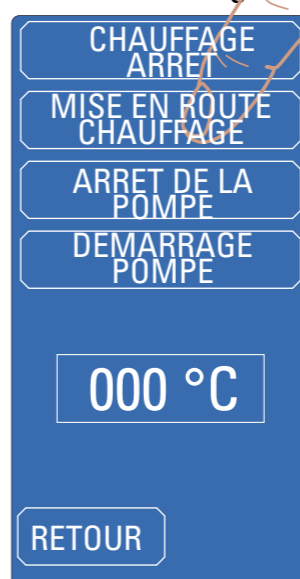 CHAUFFAGE
ARRET
MISE EN ROUTE
CHAUFFAGE
ARRET DE LA
POMPE
DEMARRAGE
POMPE
000 °C
RETOUR